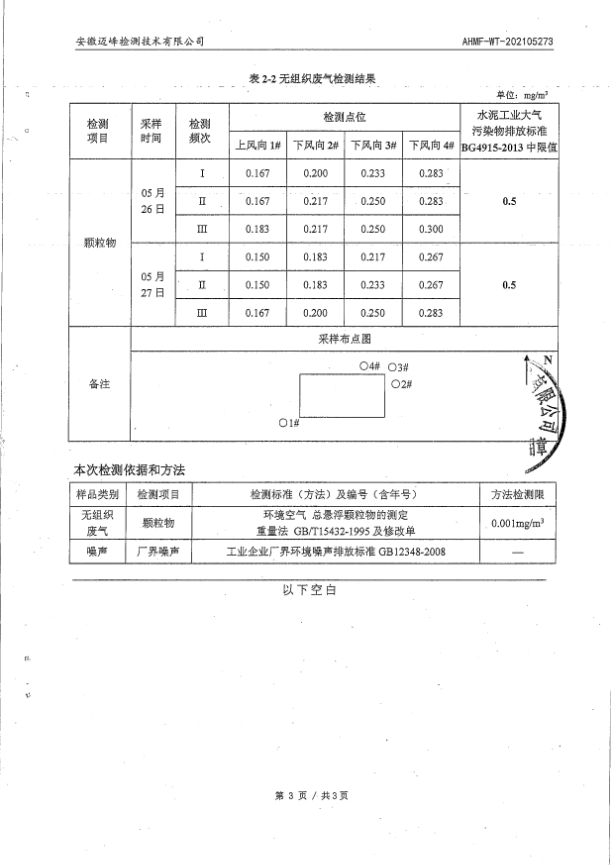 安徽迈峰检测技术有限公司 AHMF-WT-202105273
表 2-2 无组织废气检测结果
单位：mg/m³
检测项目 采样时间 检测频次 检测点位 水泥工业大气污染物排放标准BG4915-2013 中限值
上风向 1# 下风向 2# 下风向 3# 下风向 4#
颗粒物 05 月 26 日 I 0.167 0.200 0.233 0.283 0.5
II 0.167 0.217 0.250 0.283
III 0.183 0.217 0.250 0.300
05 月 27 日 I 0.150 0.183 0.217 0.267 0.5
II 0.150 0.183 0.233 0.267
III 0.167 0.200 0.250 0.283
备注 采样布点图
N
○4# ○3#
○2#
○1#
有限公司
章
本次检测依据和方法
样品类别 检测项目 检测标准（方法）及编号（含年号） 方法检测限
无组织废气 颗粒物 环境空气 总悬浮颗粒物的测定 重量法 GB/T15432-1995 及修改单 0.001mg/m³
噪声 厂界噪声 工业企业厂界环境噪声排放标准 GB12348-2008 —
以下空白
第 3 页 / 共3页